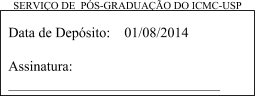 SERVIÇO DE PÓS-GRADUAÇÃO DO ICMC-USP
Data de Depósito: 01/08/2014
Assinatura: